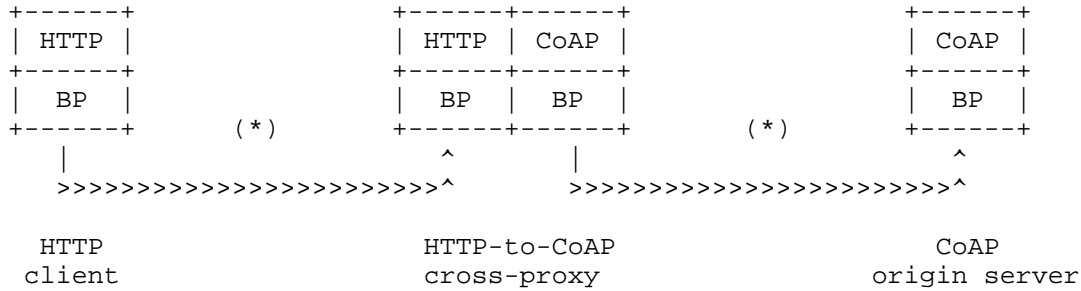 +------+                +------+------+                 +------+
| HTTP |                | HTTP | CoAP |                 | CoAP |
+------+                +------+------+                 +------+
|  BP  |                |  BP  |  BP  |                 |  BP  |
+------+      (*)       +------+------+       (*)       +------+
   |                       ^       |                       ^
   >>>>>>>>>>>>>>>>>>>>>>>>^       >>>>>>>>>>>>>>>>>>>>>>>>^
  HTTP                    HTTP-to-CoAP                    CoAP
 client                   cross-proxy                 origin server